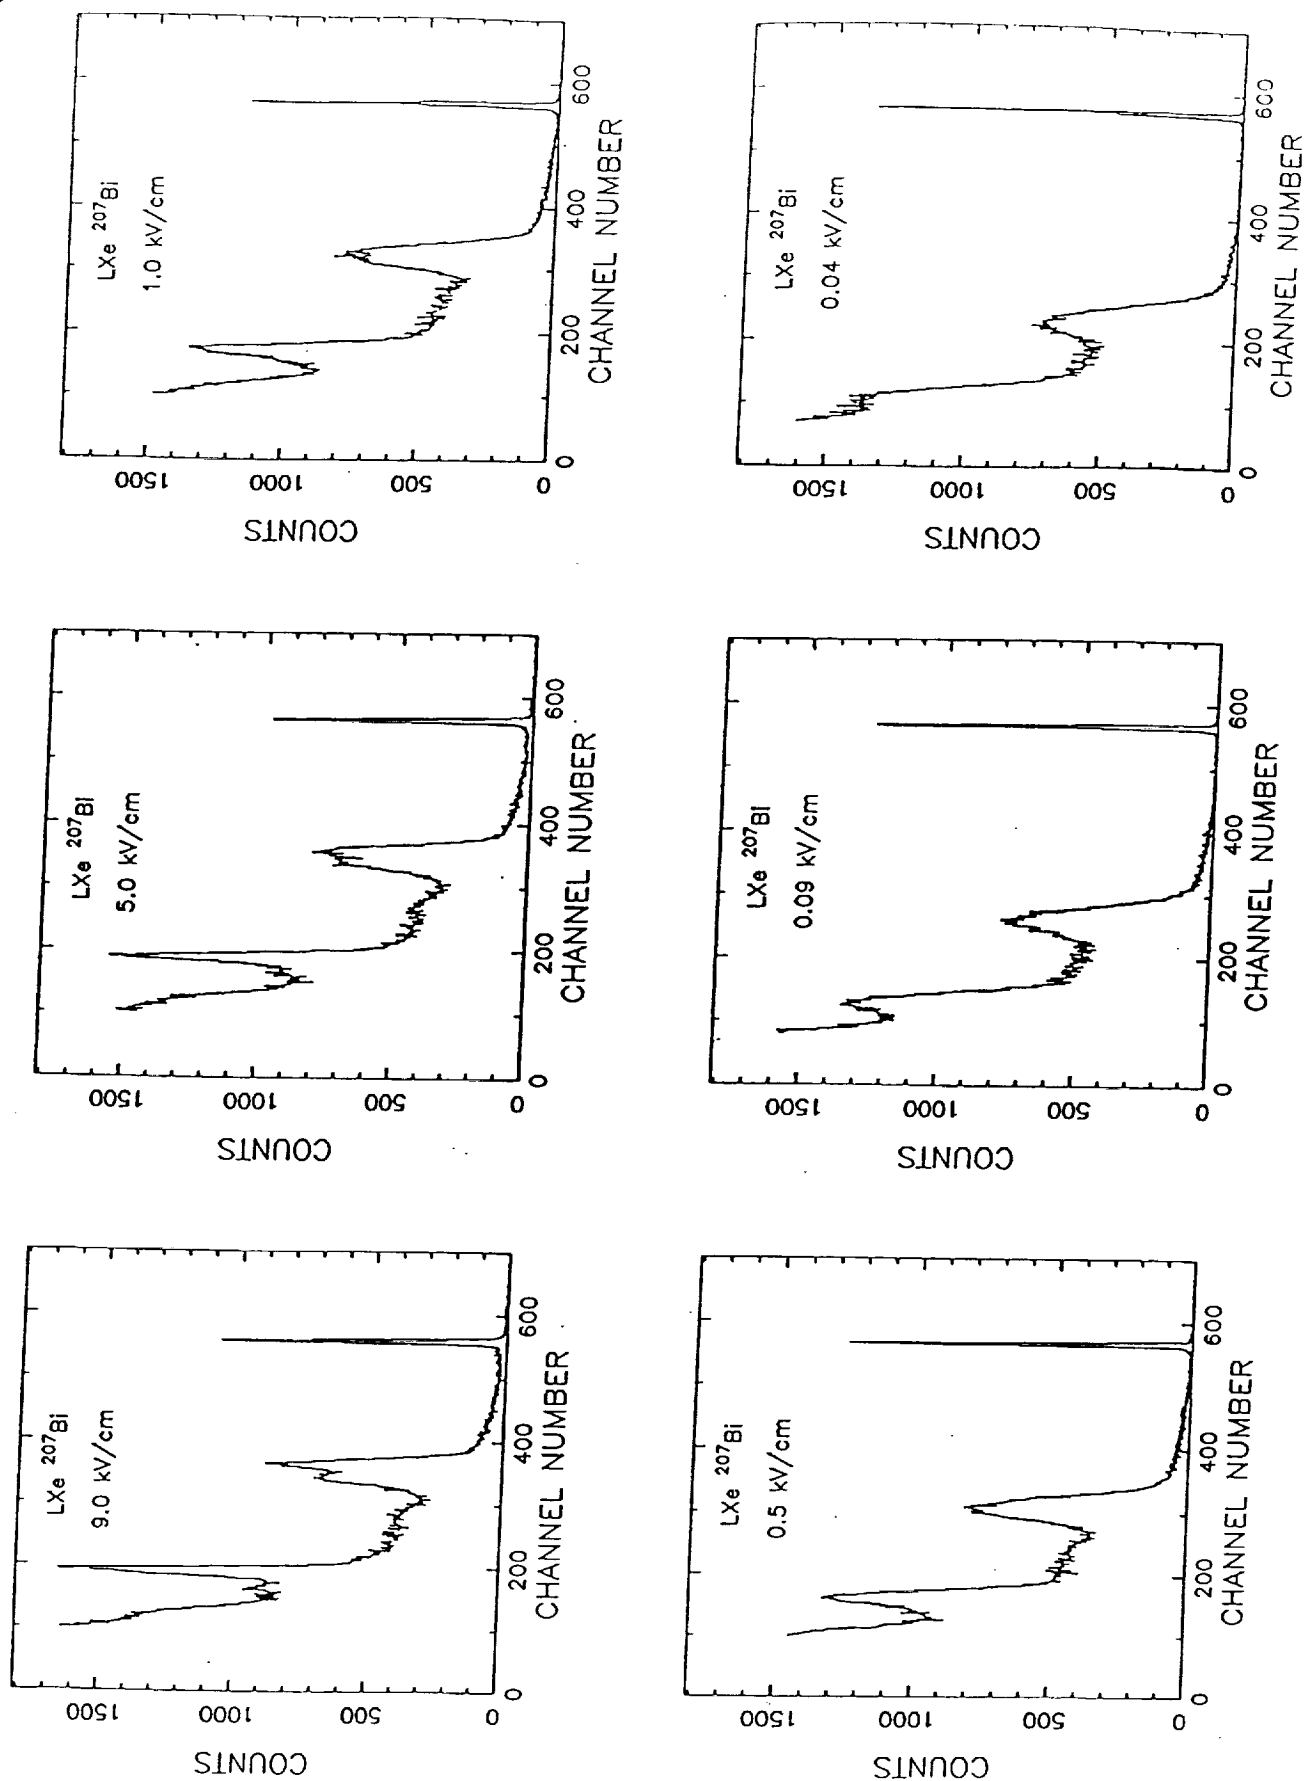 COUNTS
1500
1000
500
0
LXe ²⁰⁷Bi
9.0 kV/cm
0 200 400 600
CHANNEL NUMBER
COUNTS
1500
1000
500
0
LXe ²⁰⁷Bi
5.0 kV/cm
0 200 400 600
CHANNEL NUMBER
COUNTS
1500
1000
500
0
LXe ²⁰⁷Bi
1.0 kV/cm
0 200 400 600
CHANNEL NUMBER
COUNTS
1500
1000
500
0
LXe ²⁰⁷Bi
0.5 kV/cm
0 200 400 600
CHANNEL NUMBER
COUNTS
1500
1000
500
0
LXe ²⁰⁷Bi
0.09 kV/cm
0 200 400 600
CHANNEL NUMBER
COUNTS
1500
1000
500
0
LXe ²⁰⁷Bi
0.04 kV/cm
0 200 400 600
CHANNEL NUMBER